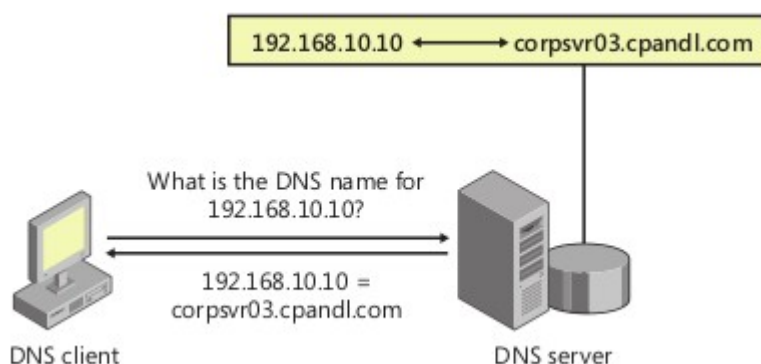 192.168.10.10 corpsvr03.cpandl.com
What is the DNS name for
192.168.10.10?
192.168.10.10 =
corpsvr03.cpandl.com
DNS client
DNS server